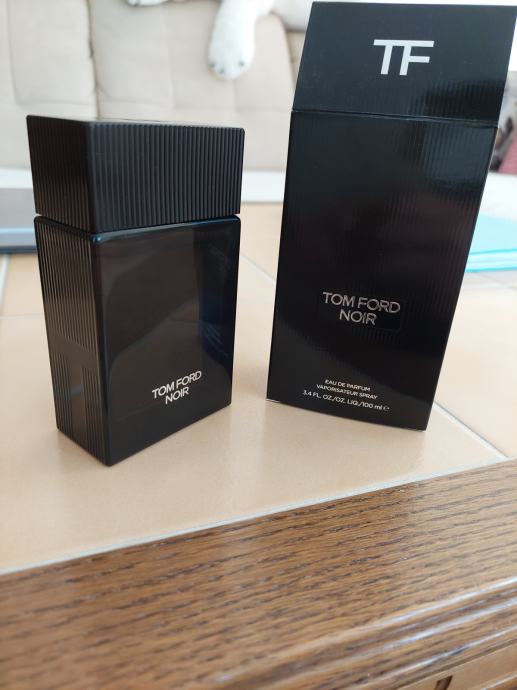 TF
TOM FORD
NOIR
EAU DE PARFUM
VAPORISATEUR SPRAY
3.4 FL. OZ./OZ. LIQ./100 ml ℮
TOM FORD
NOIR